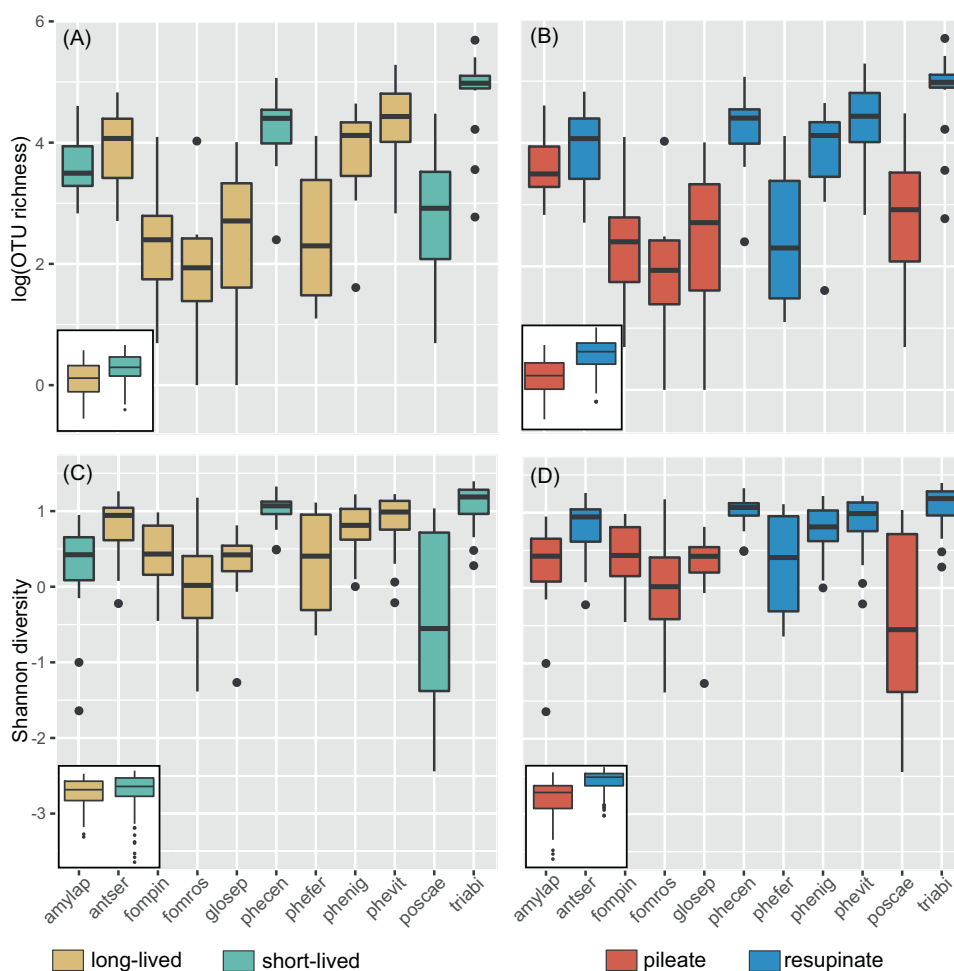 (A)
(B)
log(OTU richness)
6
4
2
0
(C)
(D)
Shannon diversity
1
0
-1
-2
-3
amylap antser fompin fomros glosep phecen phefer phenig phevit poscae triabi
amylap antser fompin fomros glosep phecen phefer phenig phevit poscae triabi
long-lived short-lived
pileate resupinate